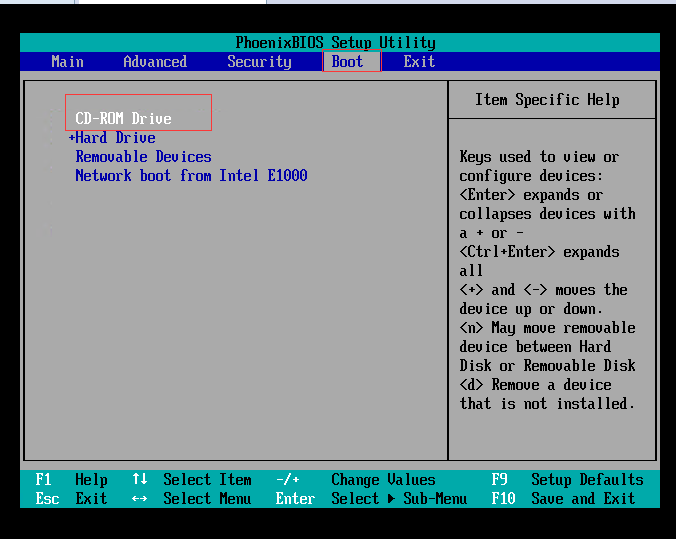 PhoenixBIOS Setup Utility
Main Advanced Security Boot Exit
CD-ROM Drive
+Hard Drive
Removable Devices
Network boot from Intel E1000
Item Specific Help
Keys used to view or
configure devices:
<Enter> expands or
collapses devices with
a + or -
<Ctrl+Enter> expands
all
<+> and <-> moves the
device up or down.
<n> May move removable
device between Hard
Disk or Removable Disk
<d> Remove a device
that is not installed.
F1 Help ↑↓ Select Item -/+ Change Values F9 Setup Defaults
Esc Exit ↔ Select Menu Enter Select ▶ Sub-Menu F10 Save and Exit